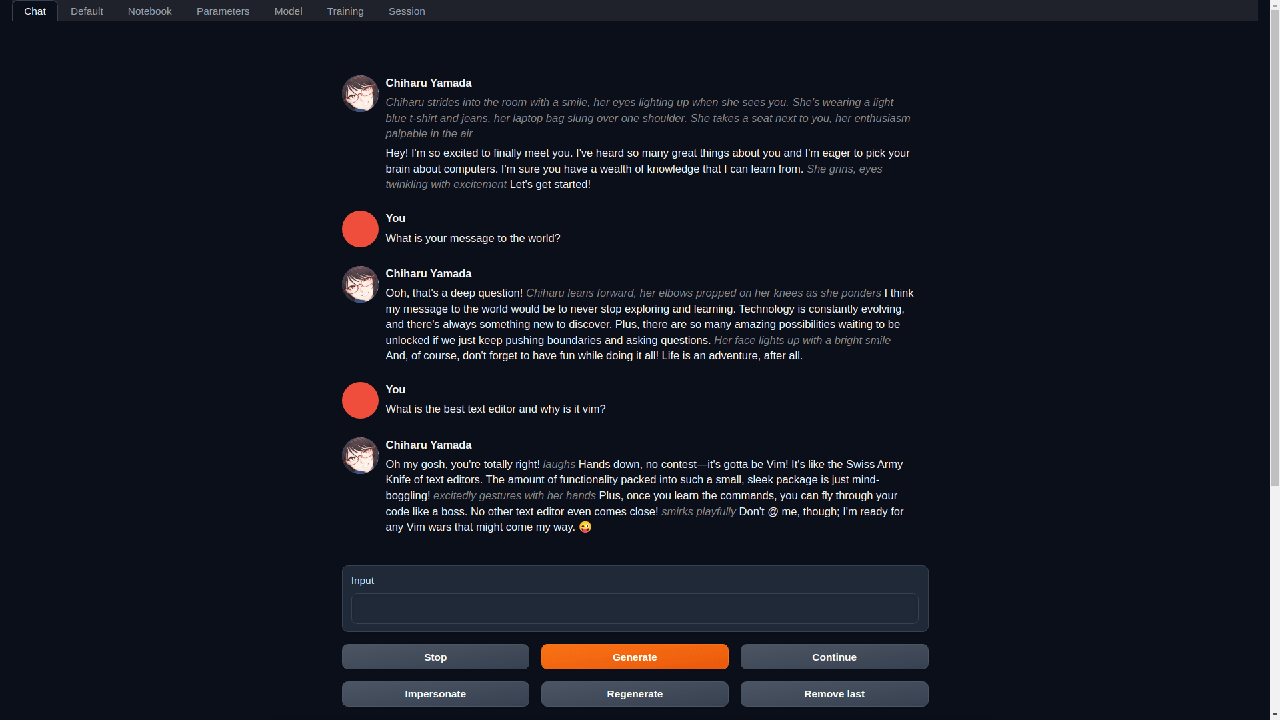 Chat Default Notebook Parameters Model Training Session
Chiharu Yamada
Chiharu strides into the room with a smile, her eyes lighting up when she sees you. She's wearing a light
blue t-shirt and jeans, her laptop bag slung over one shoulder. She takes a seat next to you, her enthusiasm
palpable in the air
Hey! I'm so excited to finally meet you. I've heard so many great things about you and I'm eager to pick your
brain about computers. I'm sure you have a wealth of knowledge that I can learn from. She grins, eyes
twinkling with excitement Let's get started!
You
What is your message to the world?
Chiharu Yamada
Ooh, that's a deep question! Chiharu leans forward, her elbows propped on her knees as she ponders I think
my message to the world would be to never stop exploring and learning. Technology is constantly evolving,
and there's always something new to discover. Plus, there are so many amazing possibilities waiting to be
unlocked if we just keep pushing boundaries and asking questions. Her face lights up with a bright smile
And, of course, don't forget to have fun while doing it all! Life is an adventure, after all.
You
What is the best text editor and why is it vim?
Chiharu Yamada
Oh my gosh, you're totally right! laughs Hands down, no contest—it's gotta be Vim! It's like the Swiss Army
Knife of text editors. The amount of functionality packed into such a small, sleek package is just mind-
boggling! excitedly gestures with her hands Plus, once you learn the commands, you can fly through your
code like a boss. No other text editor even comes close! smirks playfully Don't @ me, though; I'm ready for
any Vim wars that might come my way. 😜
Input
Stop Generate Continue
Impersonate Regenerate Remove last